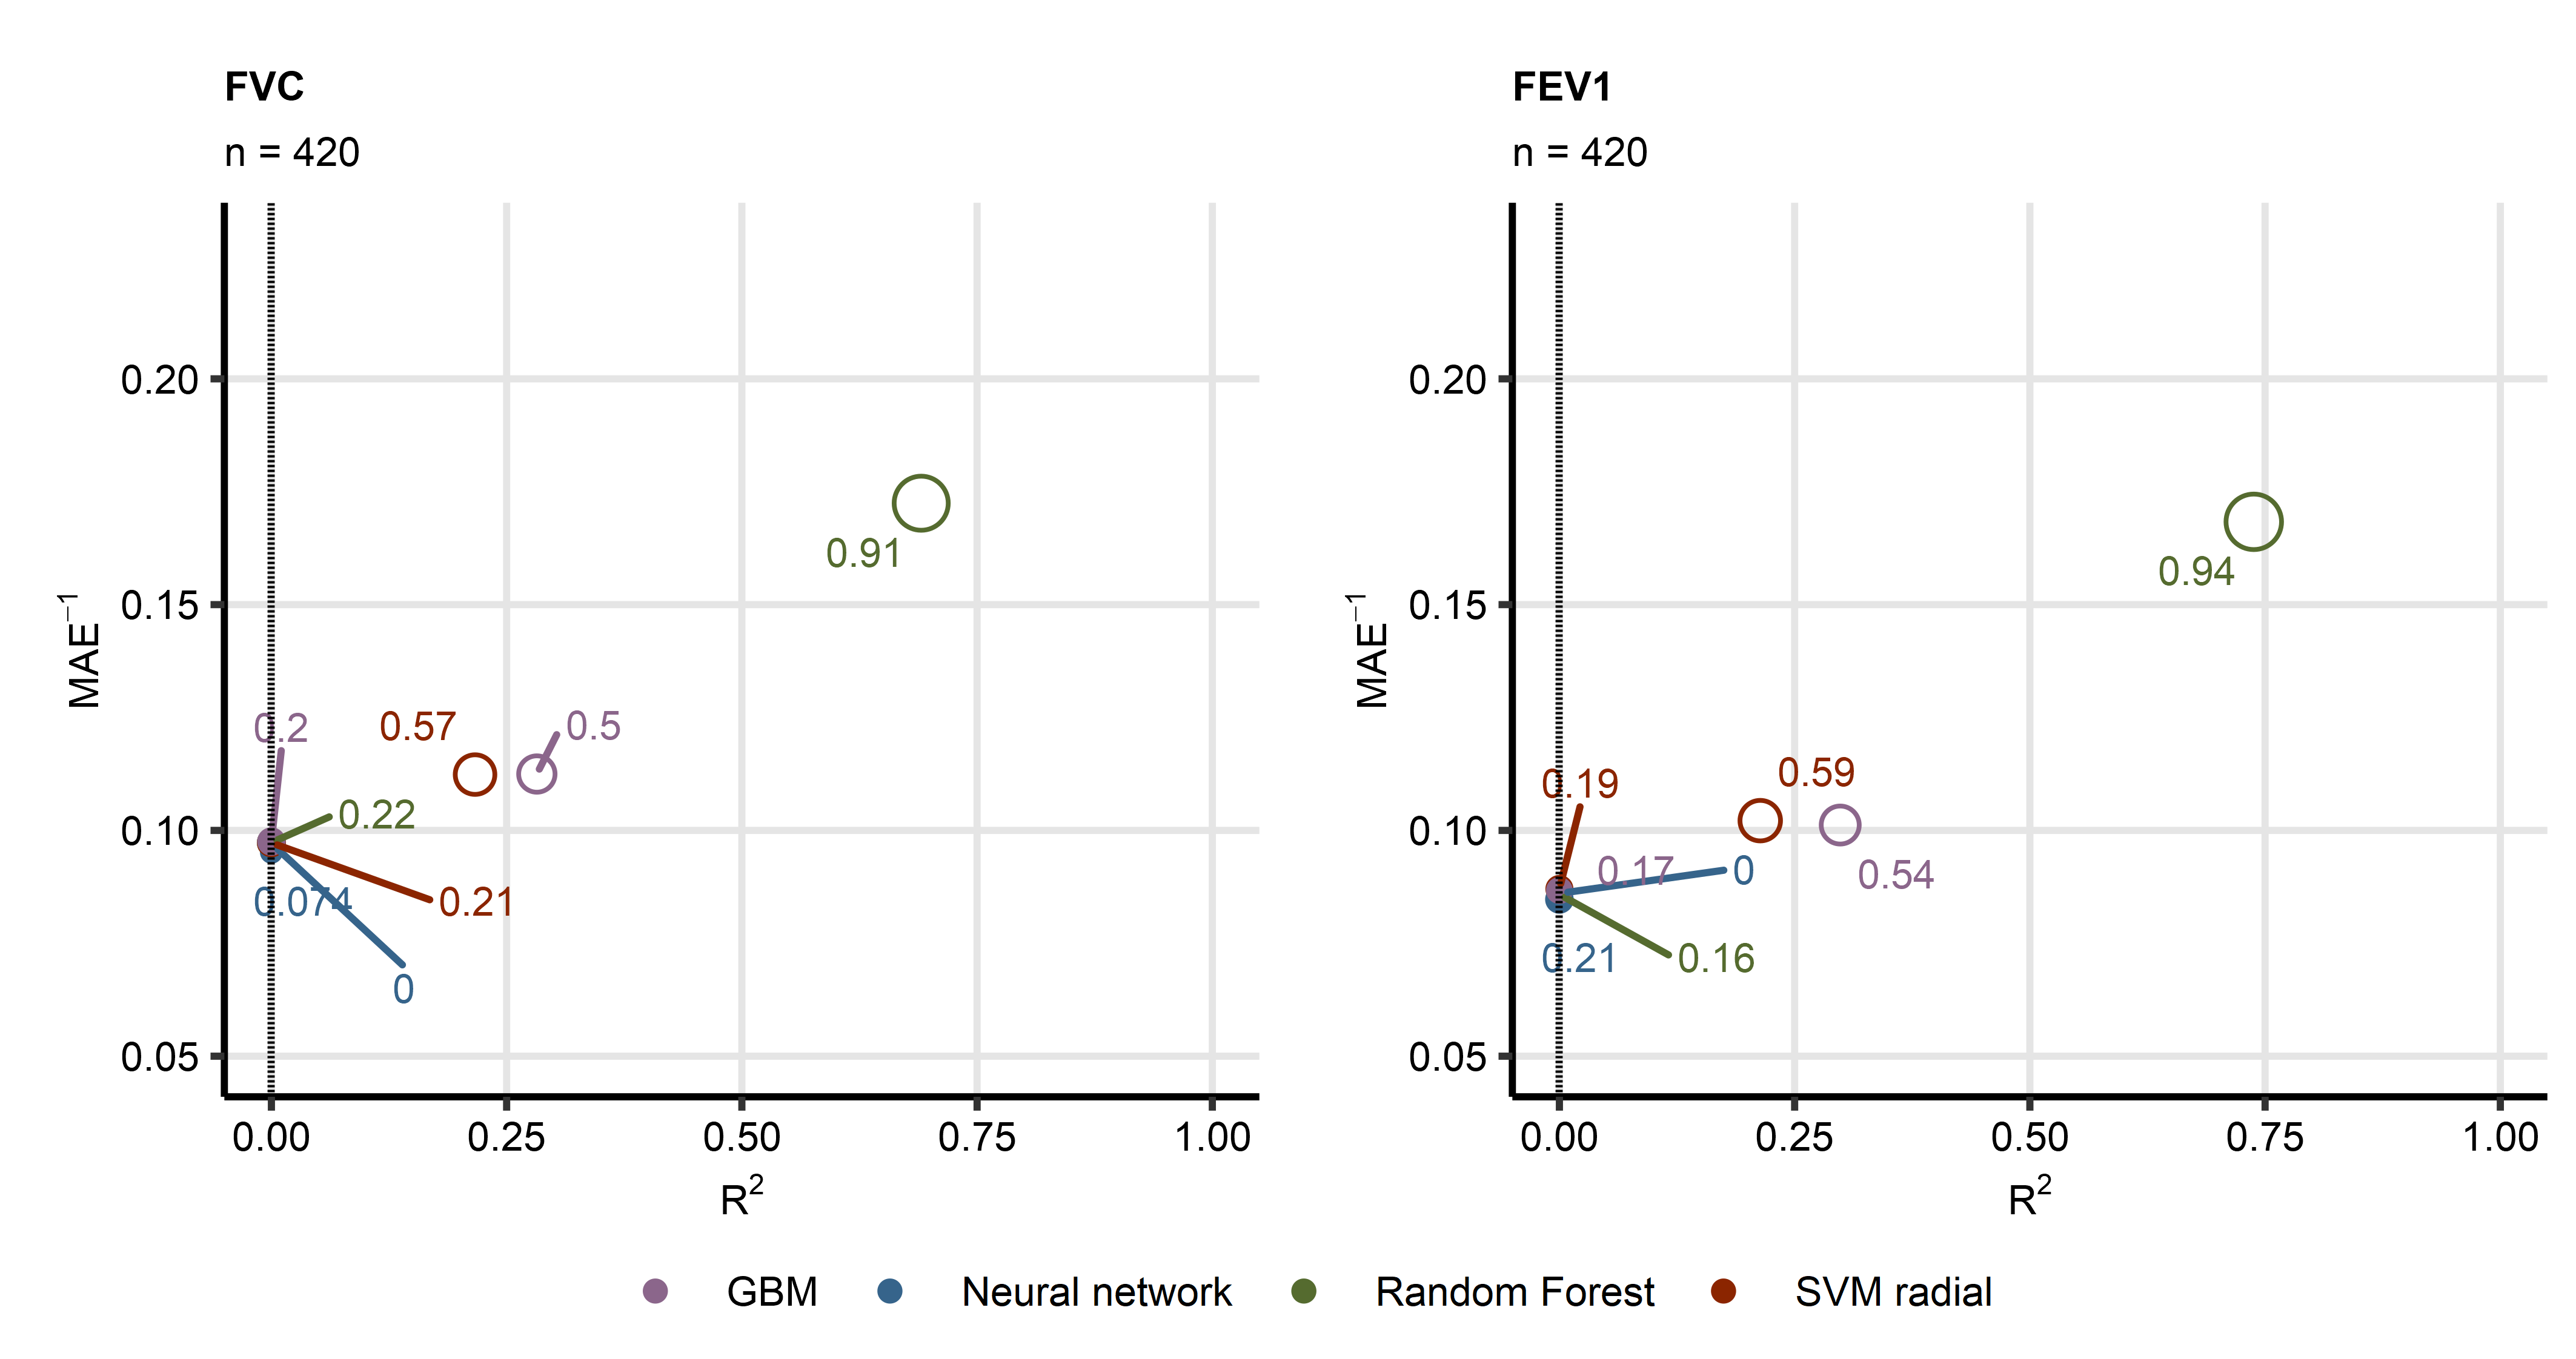 FVC
n = 420
0.20
0.15
0.10
0.05
MAE⁻¹
0.91
0.57
0.5
0.2
0.22
0.074
0.21
0
0.00 0.25 0.50 0.75 1.00
R²
FEV1
n = 420
0.20
0.15
0.10
0.05
MAE⁻¹
0.94
0.59
0.19
0.17
0
0.54
0.21
0.16
0.00 0.25 0.50 0.75 1.00
R²
GBM Neural network Random Forest SVM radial